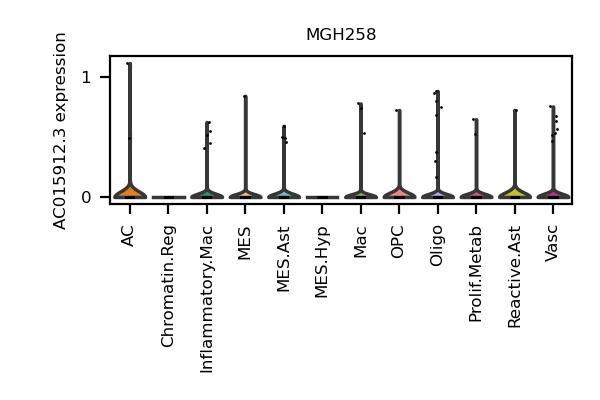 MGH258
AC015912.3 expression
1
0
AC
Chromatin.Reg
Inflammatory.Mac
MES
MES.Ast
MES.Hyp
Mac
OPC
Oligo
Prolif.Metab
Reactive.Ast
Vasc